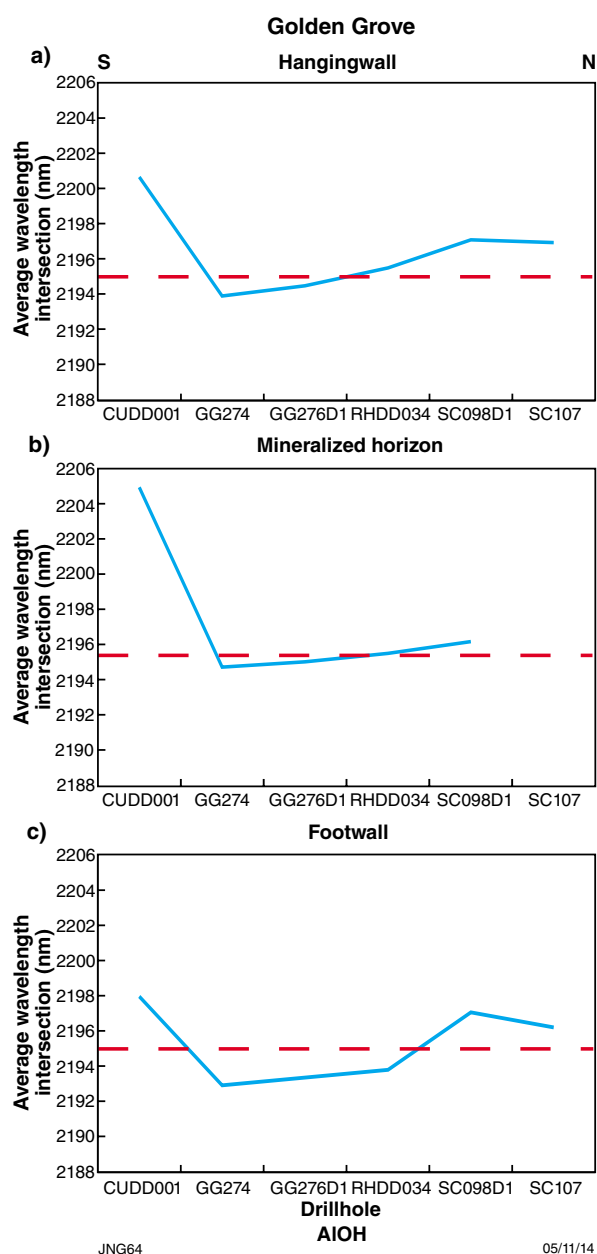 Golden Grove
a)
S Hangingwall N
Average wavelength
intersection (nm)
2206
2204
2202
2200
2198
2196
2194
2192
2190
2188
CUDD001 GG274 GG276D1 RHDD034 SC098D1 SC107
b) Mineralized horizon
Average wavelength
intersection (nm)
2206
2204
2202
2200
2198
2196
2194
2192
2190
2188
CUDD001 GG274 GG276D1 RHDD034 SC098D1 SC107
c) Footwall
Average wavelength
intersection (nm)
2206
2204
2202
2200
2198
2196
2194
2192
2190
2188
CUDD001 GG274 GG276D1 RHDD034 SC098D1 SC107
Drillhole
AlOH
JNG64 05/11/14